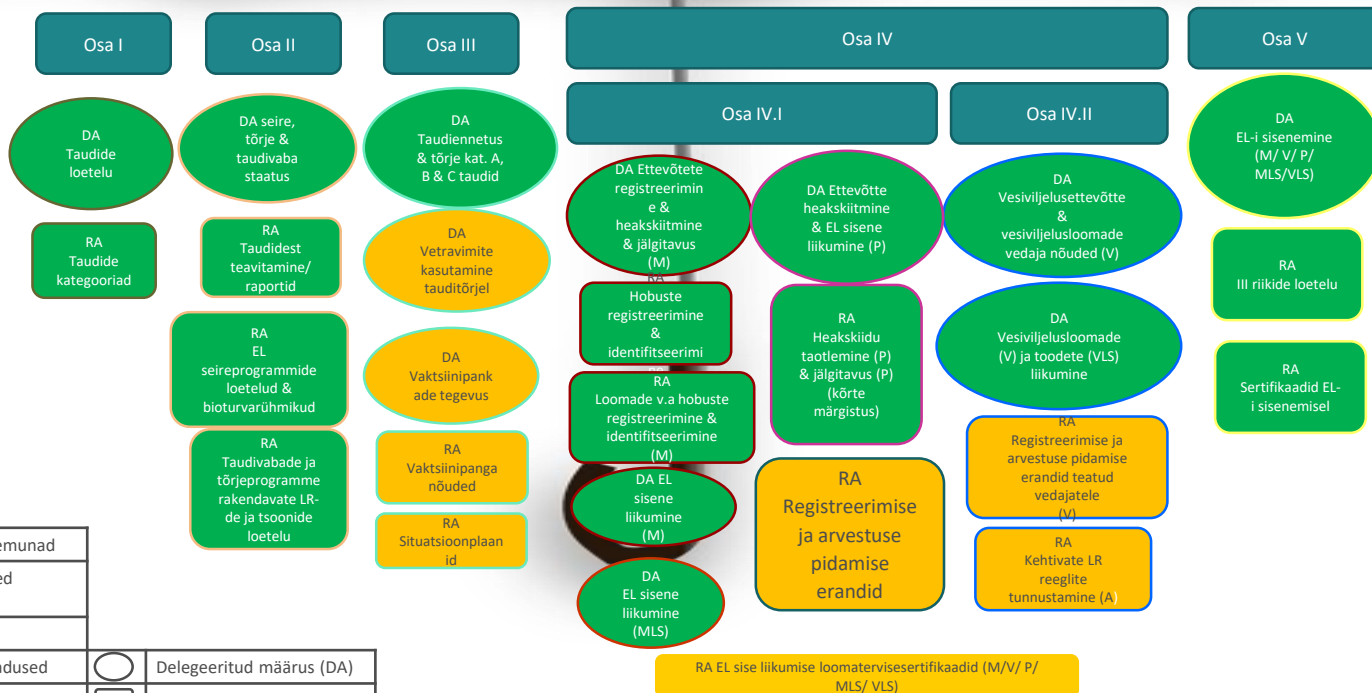 Osa I
Osa II
Osa III
Osa IV
Osa V
Osa IV.I
Osa IV.II
DA
Taudide
loetelu
RA
Taudide
kategooriad
DA seire,
tõrje &
taudivaba
staatus
RA
Taudidest
teavitamine/
raportid
RA
EL
seireprogrammide
loetelud &
bioturvarühmikud
RA
Taudivabade ja
tõrjeprogramme
rakendavate LR-
de ja tsoonide
loetelu
DA
Taudiennetus
& tõrje kat. A,
B & C taudid
DA
Vetravimite
kasutamine
tauditõrjel
DA
Vaktsiinipank
ade tegevus
RA
Vaktsiinipanga
nõuded
RA
Situatsioonplaan
id
DA Ettevõtete
registreerimin
e &
heakskiitmine
& jälgitavus
(M)
RA
Hobuste
registreerimine
&
identifitseerimi
RA
Loomade v.a hobuste
registreerimine &
identifitseerimine
(M)
DA EL
sisene
liikumine
(M)
DA
EL sisene
liikumine
(MLS)
DA Ettevõtte
heakskiitmine
& EL sisene
liikumine (P)
RA
Heakskiidu
taotlemine (P)
& jälgitavus (P)
(kõrte
märgistus)
RA
Registreerimise
ja arvestuse
pidamise
erandid
DA
Vesiviljelusettevõtte
&
vesiviljelusloomade
vedaja nõuded (V)
DA
Vesiviljelusloomade
(V) ja toodete (VLS)
liikumine
RA
Registreerimise ja
arvestuse pidamise
erandid teatud
vedajatele
(V)
RA
Kehtivate LR
reeglite
tunnustamine (A)
DA
EL-i sisenemine
(M/ V/ P/
MLS/VLS)
RA
III riikide loetelu
RA
Sertifikaadid EL-
i sisenemisel
RA EL sise liikumise loomatervisesertifikaadid (M/V/ P/
MLS/ VLS)
emunad
ed
dused
Delegeeritud määrus (DA)